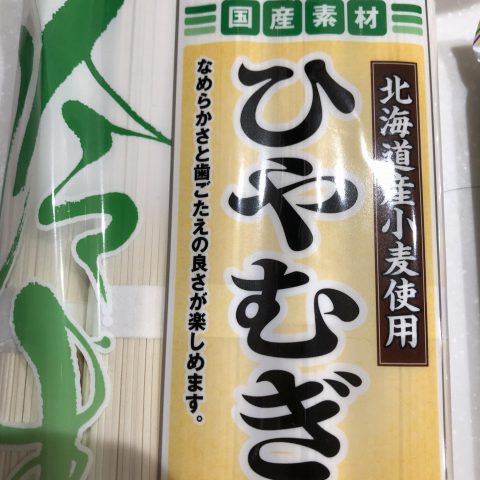 国産素材
北海道産小麦使用
ひやむぎ
なめらかさと歯ごたえの良さが楽しめます。